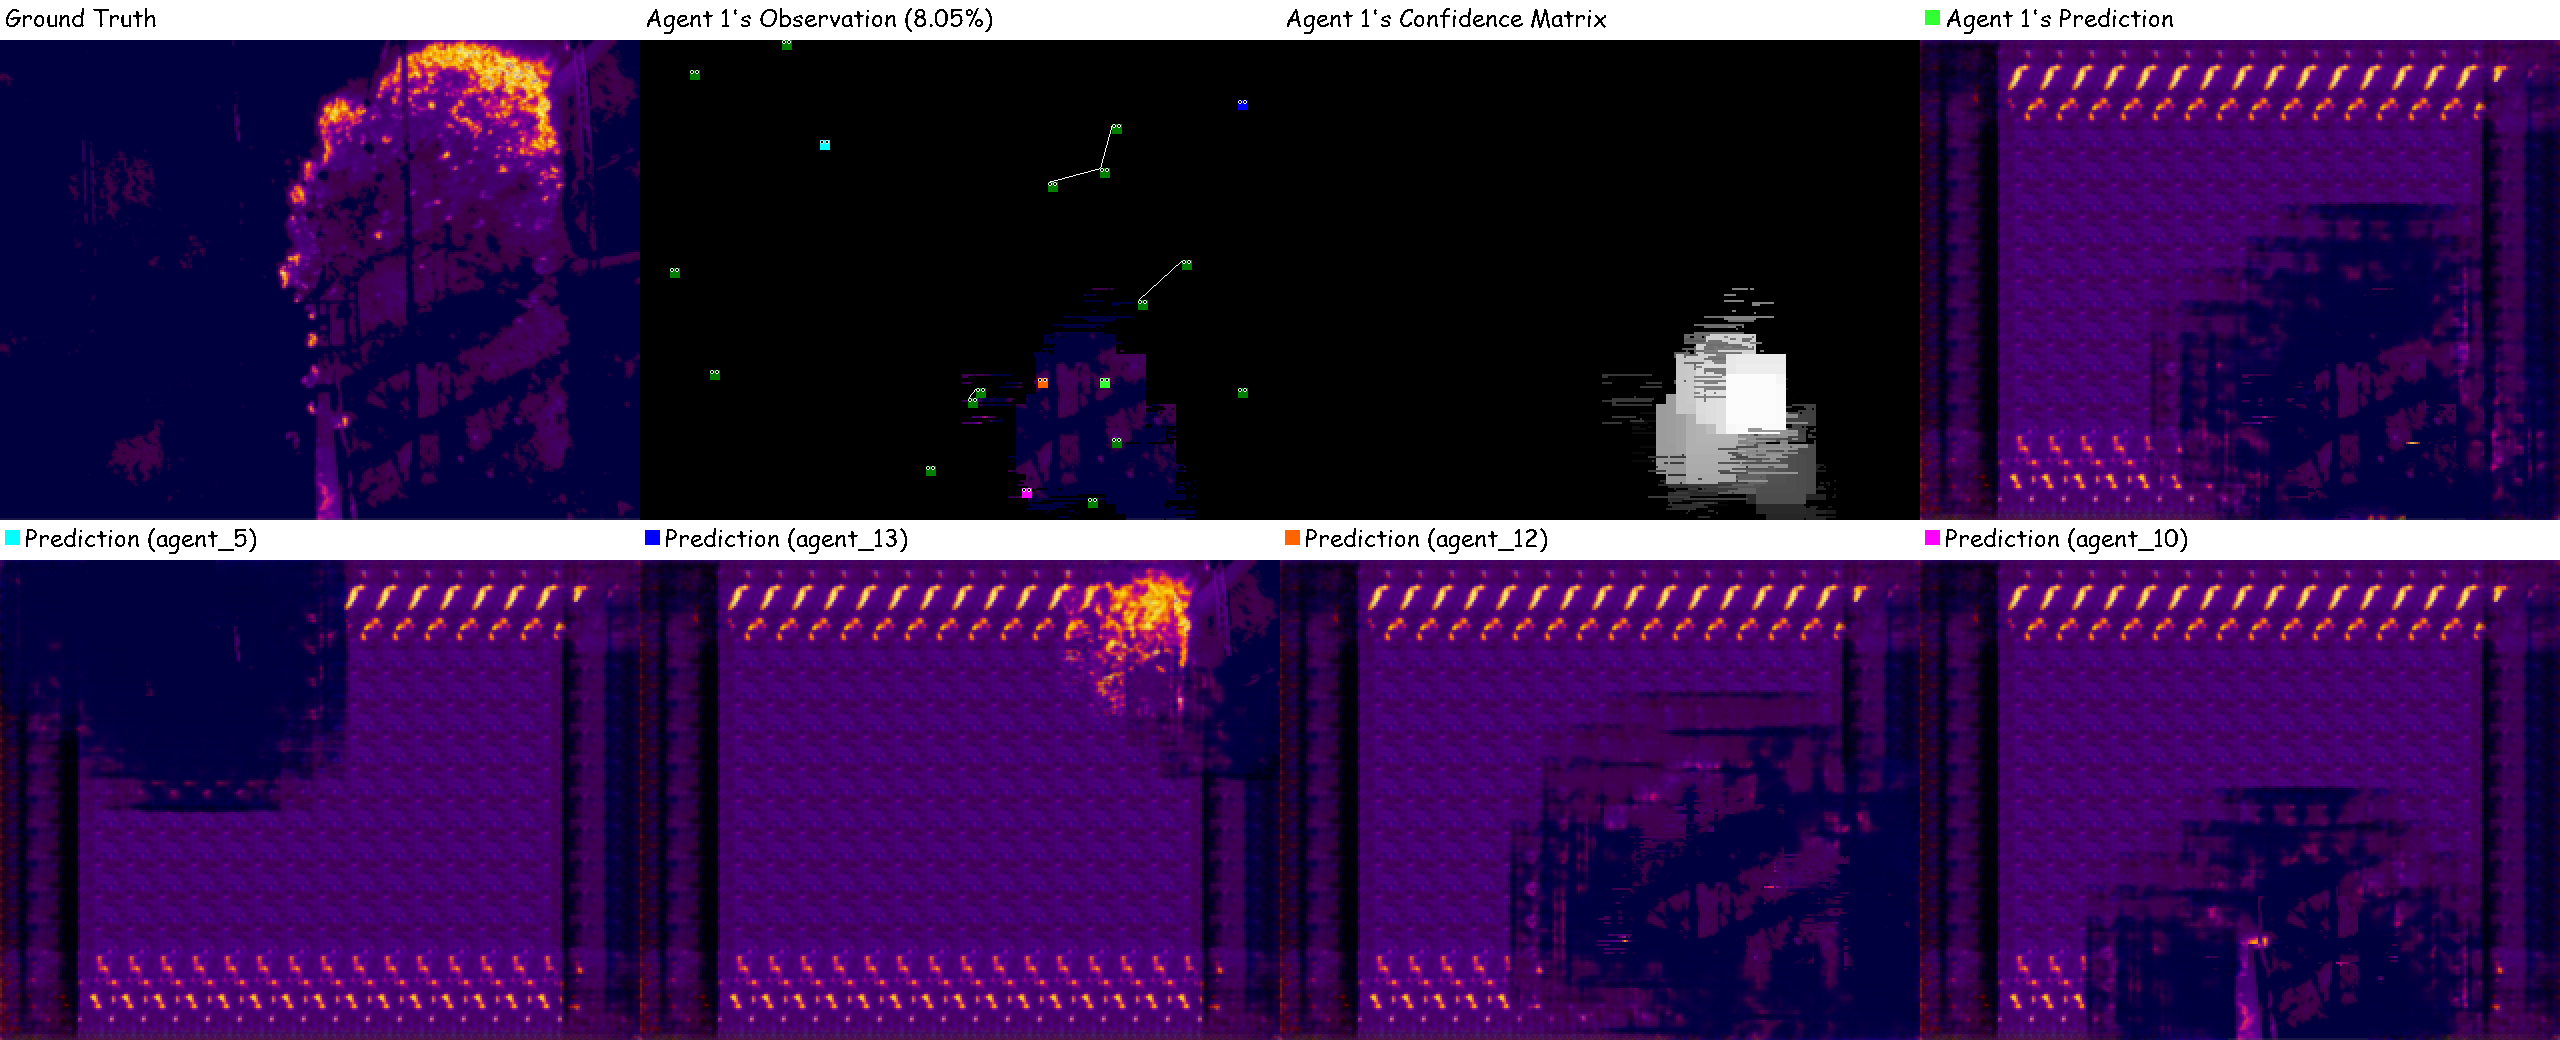 Ground Truth
Agent 1's Observation (8.05%)
Agent 1's Confidence Matrix
Agent 1's Prediction
Prediction (agent_5)
Prediction (agent_13)
Prediction (agent_12)
Prediction (agent_10)